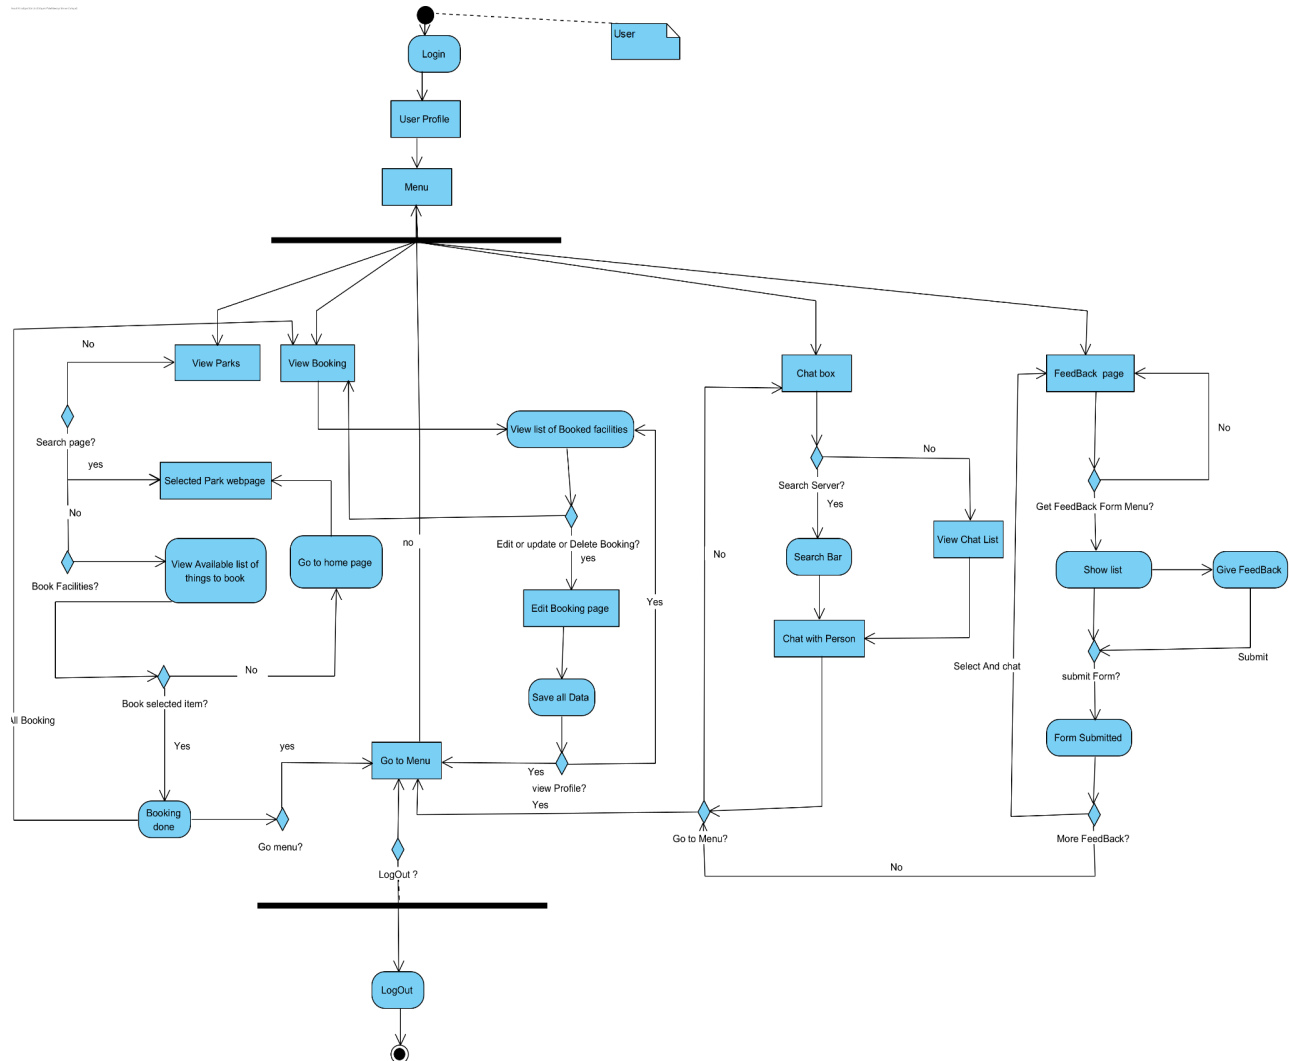 User
Login
User Profile
Menu
No
View Parks
View Booking
Chat box
FeedBack  page
Search page?
yes
View list of Booked facilities
No
No
Search Server?
Yes
Selected Park webpage
Get FeedBack Form Menu?
No
Edit or update or Delete Booking?
yes
no
View Chat List
Search Bar
View Available list of
things to book
Go to home page
Book Facilities?
Show list
Give FeedBack
No
Yes
Edit Booking page
Chat with Person
Submit
Select And chat
submit Form?
No
Book selected item?
Save all Data
ll Booking
Yes
yes
Form Submitted
Go to Menu
Yes
view Profile?
Yes
Booking
done
Go menu?
Go to Menu?
More FeedBack?
No
LogOut ?
LogOut